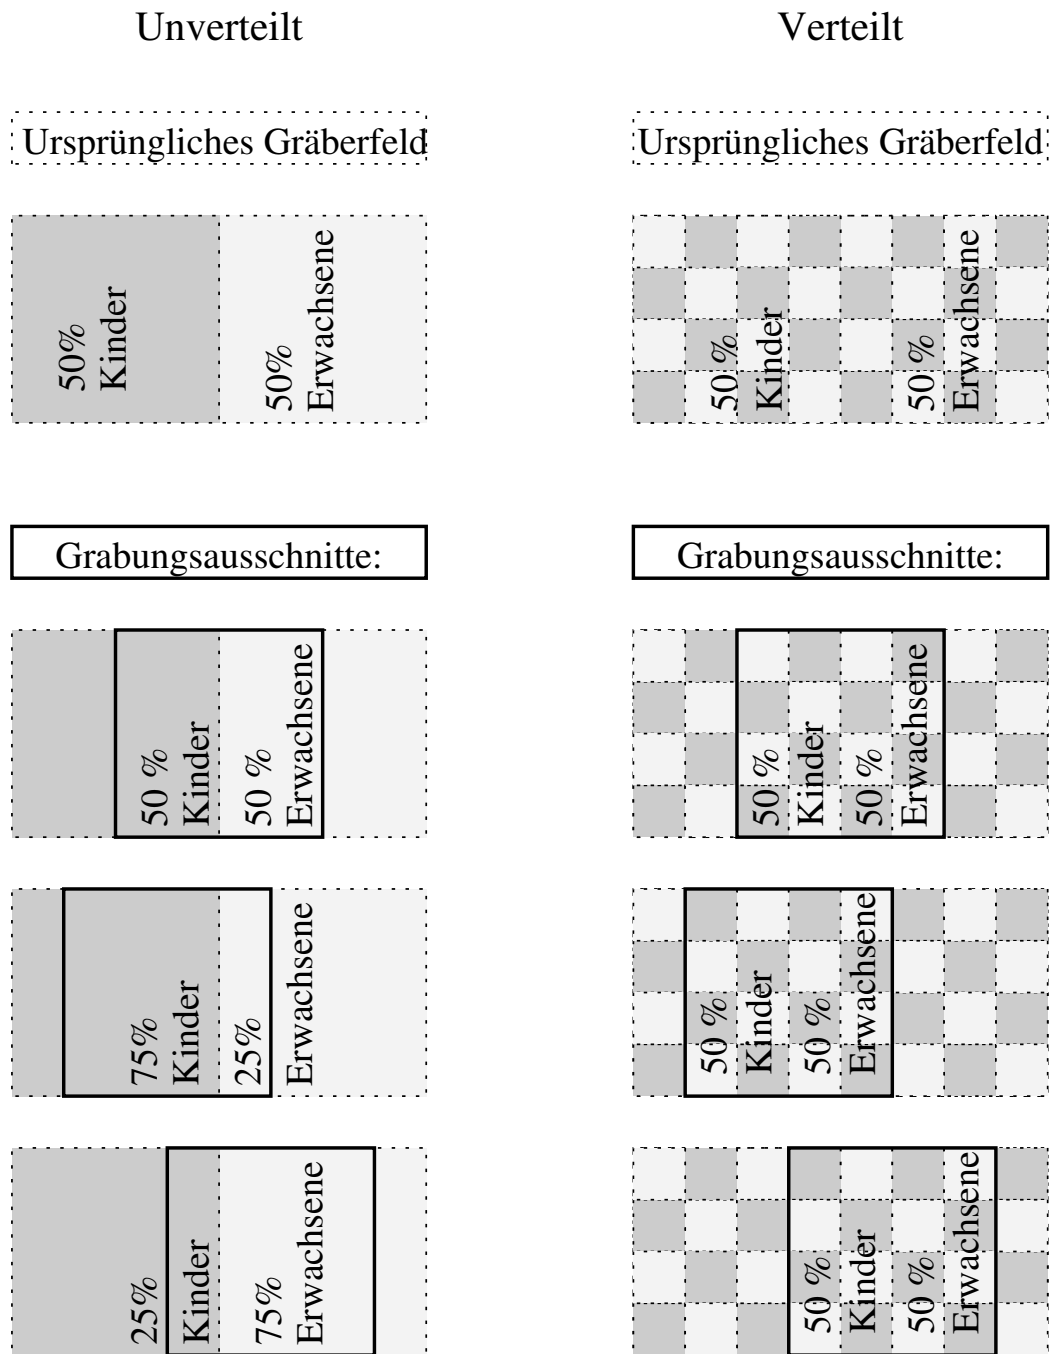 Unverteilt
Verteilt
Ursprüngliches Gräberfeld
Ursprüngliches Gräberfeld
50%
Kinder
50%
Erwachsene
50 %
Kinder
50 %
Erwachsene
Grabungsausschnitte:
Grabungsausschnitte:
50 %
Kinder
50 %
Erwachsene
50 %
Kinder
50 %
Erwachsene
75%
Kinder
25%
Erwachsene
50 %
Kinder
50 %
Erwachsene
25%
Kinder
75%
Erwachsene
50 %
Kinder
50 %
Erwachsene